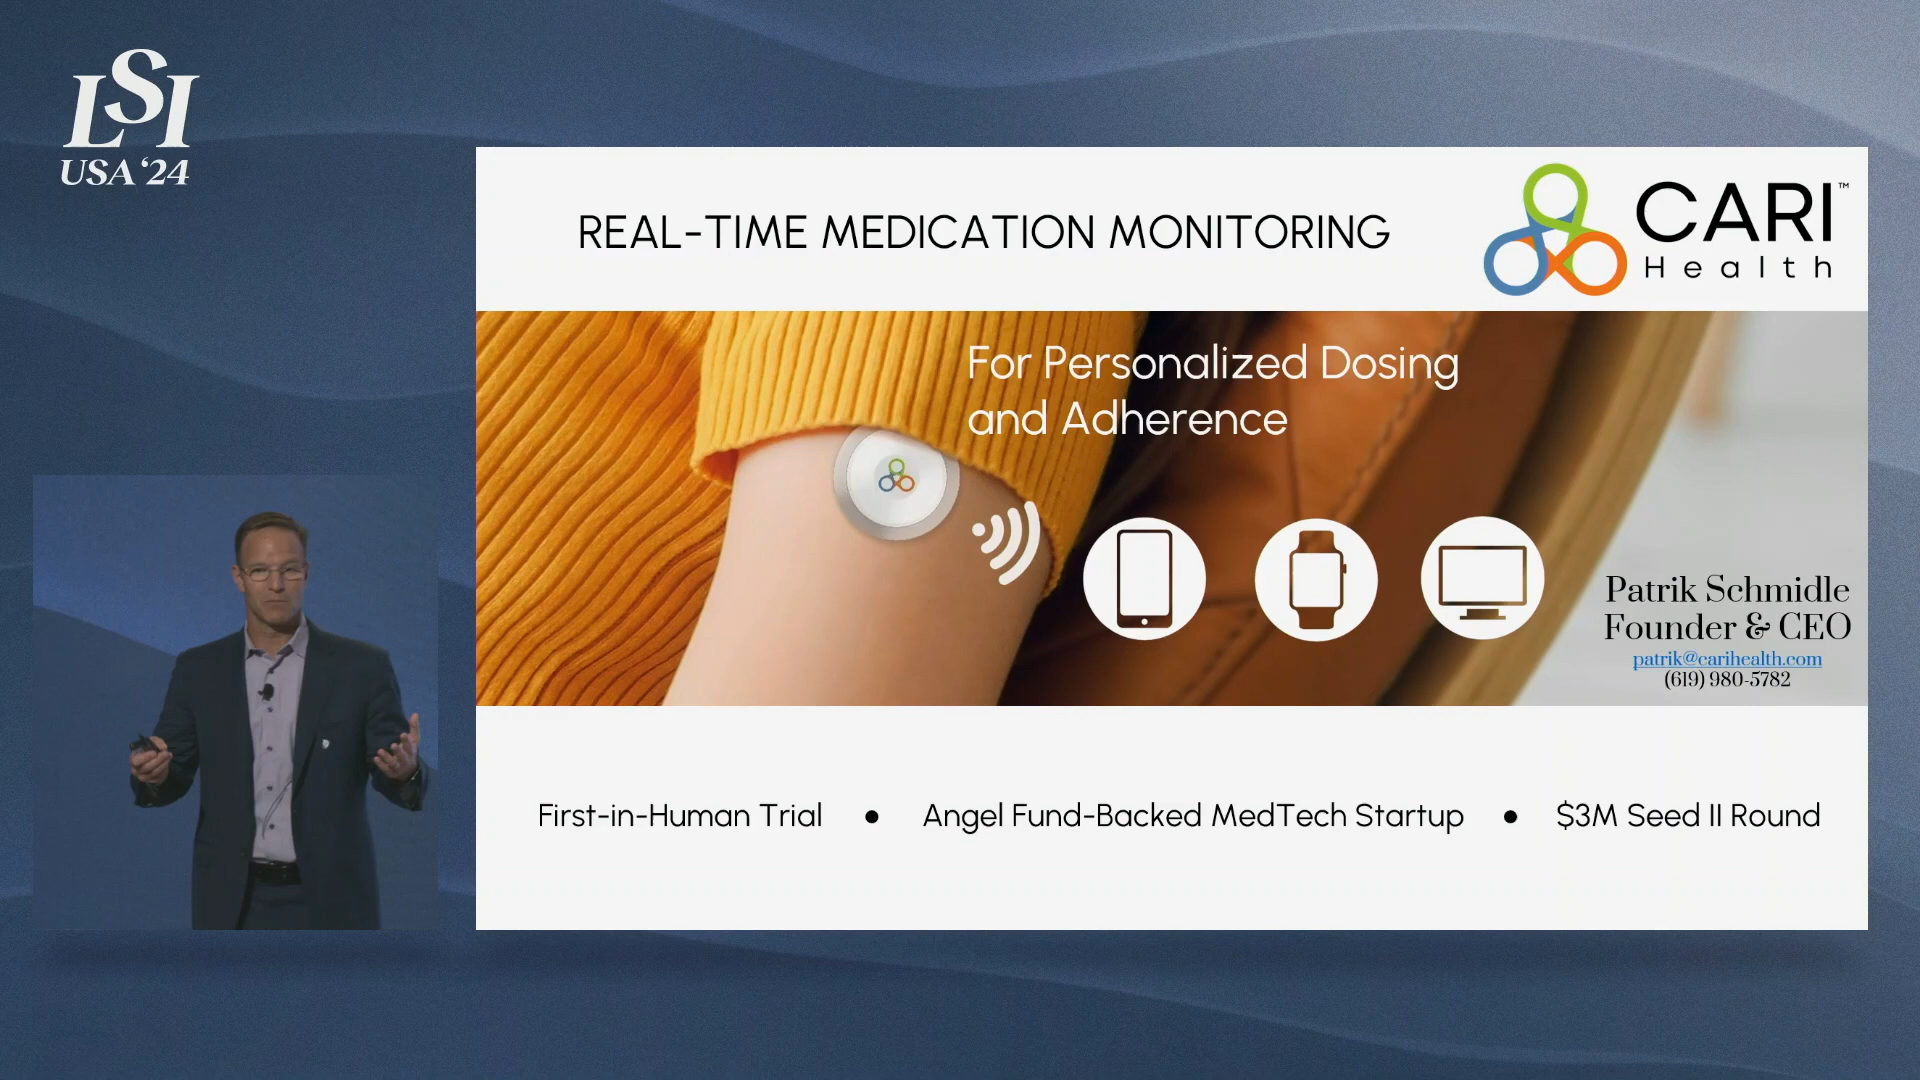 LSI
USA '24
REAL-TIME MEDICATION MONITORING
CARI™
Health
For Personalized Dosing
and Adherence
Patrik Schmidle
Founder & CEO
patrik@carihealth.com
(619) 980-5782
First-in-Human Trial • Angel Fund-Backed MedTech Startup • $3M Seed II Round